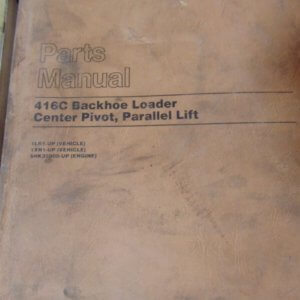 Parts
Manual
416C Backhoe Loader
Center Pivot, Parallel Lift
(VEHICLE)
(VEHICLE)
(ENGINE)